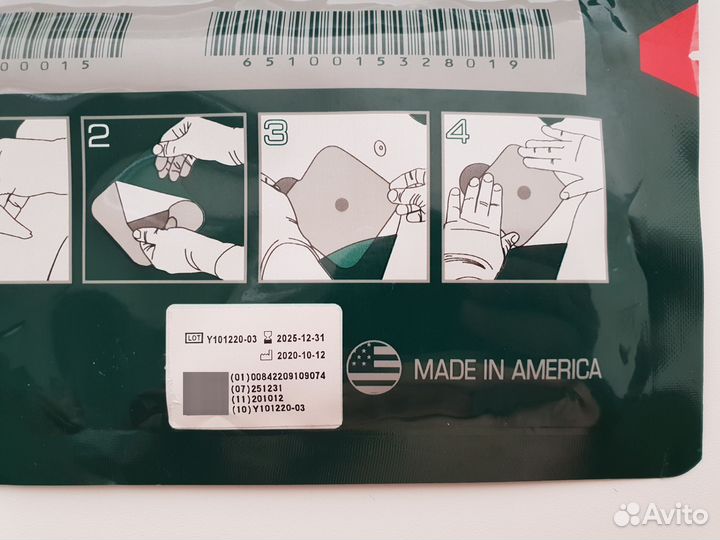 00015
6510015328019
2
3
4
LOT Y101220-03 2025-12-31
2020-10-12
(01)00842209109074
(07)251231
(11)201012
(10)Y101220-03
MADE IN AMERICA
Avito